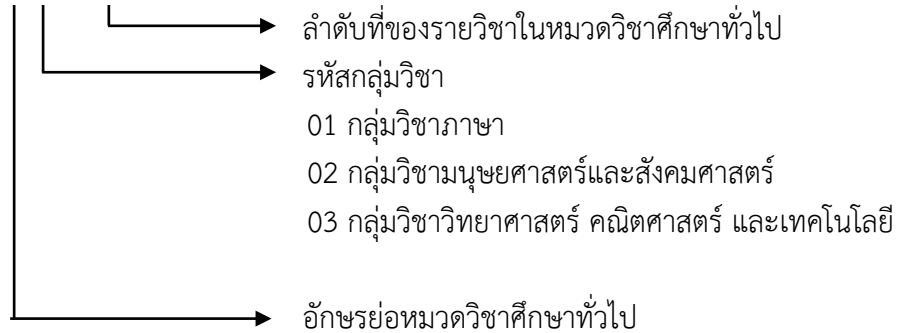 ลำดับที่ของรายวิชาในหมวดวิชาศึกษาทั่วไป
รหัสกลุ่มวิชา
01 กลุ่มวิชาภาษา
02 กลุ่มวิชามนุษยศาสตร์และสังคมศาสตร์
03 กลุ่มวิชาวิทยาศาสตร์ คณิตศาสตร์ และเทคโนโลยี
อักษรย่อหมวดวิชาศึกษาทั่วไป